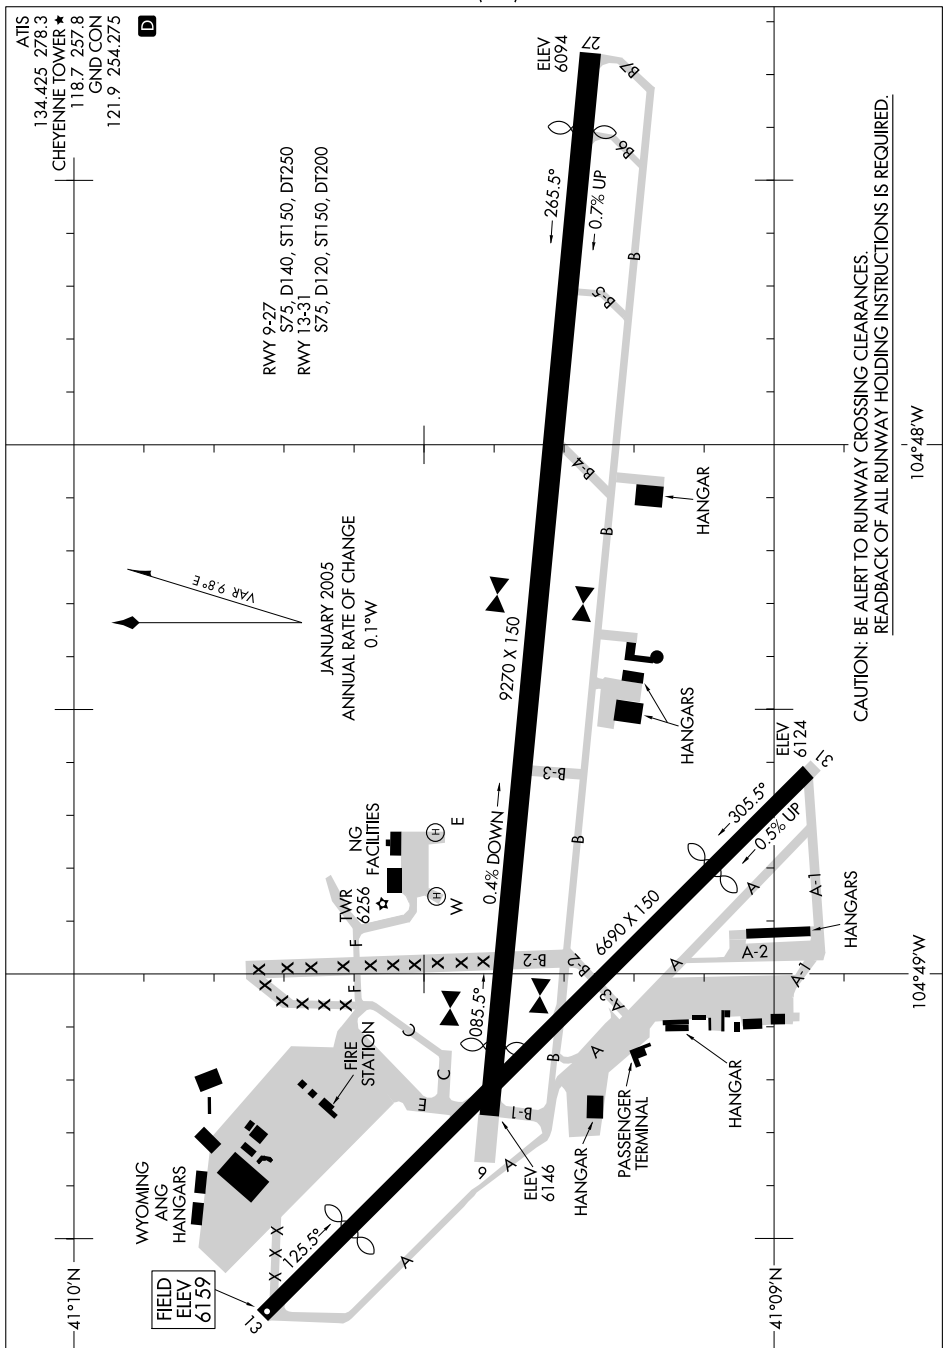 ATIS
134.425 278.3
CHEYENNE TOWER ★
118.7 257.8
GND CON
121.9 254.275
D
RWY 9-27
S75, D140, ST150, DT250
RWY 13-31
S75, D120, ST150, DT200
JANUARY 2005
ANNUAL RATE OF CHANGE
0.1°W
VAR 9.8°E
WYOMING
ANG
HANGARS
FIELD
ELEV
6159
13
125.5°
X X X
FIRE
STATION
X X X X X
X X X X X X X X X
F
F
TWR
6256
NG
FACILITIES
H
W
H
E
C
C
E
085.5°
0.4% DOWN
9270 X 150
265.5°
0.7% UP
ELEV
6094
27
B7
B6
B-5
B
B-4
B
B-3
B
B-2
B-2
B
B-1
9
ELEV
6146
A
A
A
A-3
A
A
A-2
A-1
A-1
6690 X 150
305.5°
0.5% UP
ELEV
6124
31
HANGAR
HANGARS
HANGARS
HANGAR
PASSENGER
TERMINAL
HANGAR
41°10'N
41°09'N
104°49'W
104°48'W
CAUTION: BE ALERT TO RUNWAY CROSSING CLEARANCES.
READBACK OF ALL RUNWAY HOLDING INSTRUCTIONS IS REQUIRED.